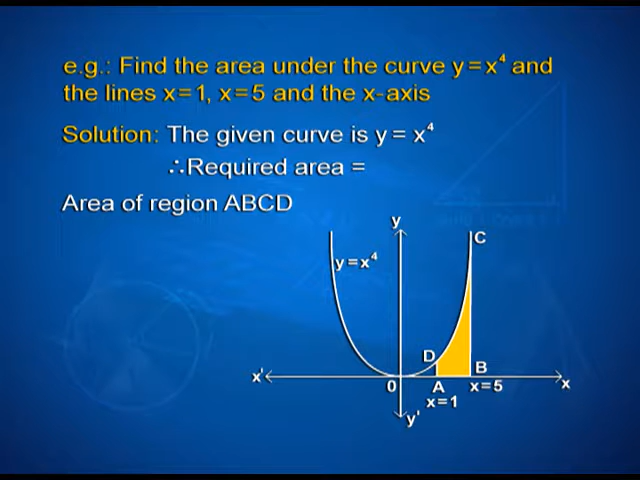 e.g.: Find the area under the curve y=x⁴ and
the lines x=1, x=5 and the x-axis
Solution: The given curve is y = x⁴
∴Required area =
Area of region ABCD
y
C
y=x⁴
D
B
x'
0
A
x=5
x
x=1
y'